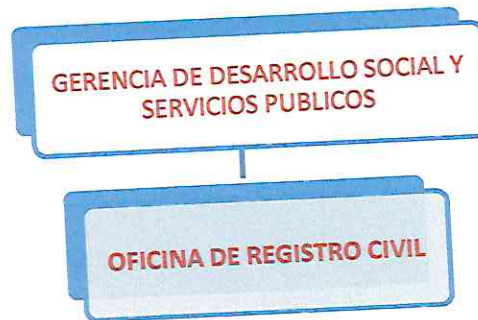 GERENCIA DE DESARROLLO SOCIAL Y
SERVICIOS PUBLICOS
OFICINA DE REGISTRO CIVIL